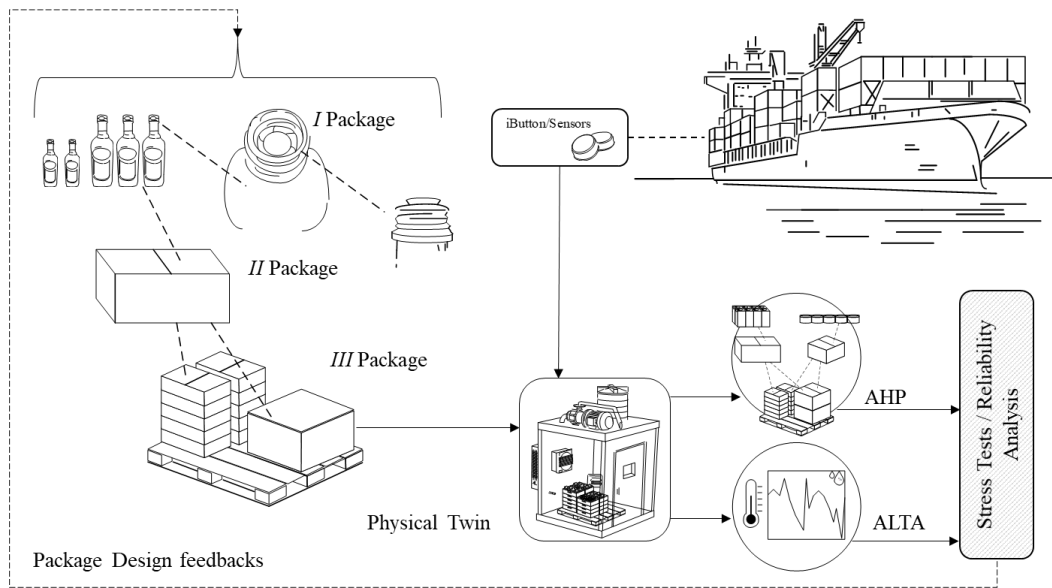 I Package
iButton/Sensors
II Package
III Package
AHP
Physical Twin
ALTA
Package Design feedbacks
Stress Tests / Reliability
Analysis